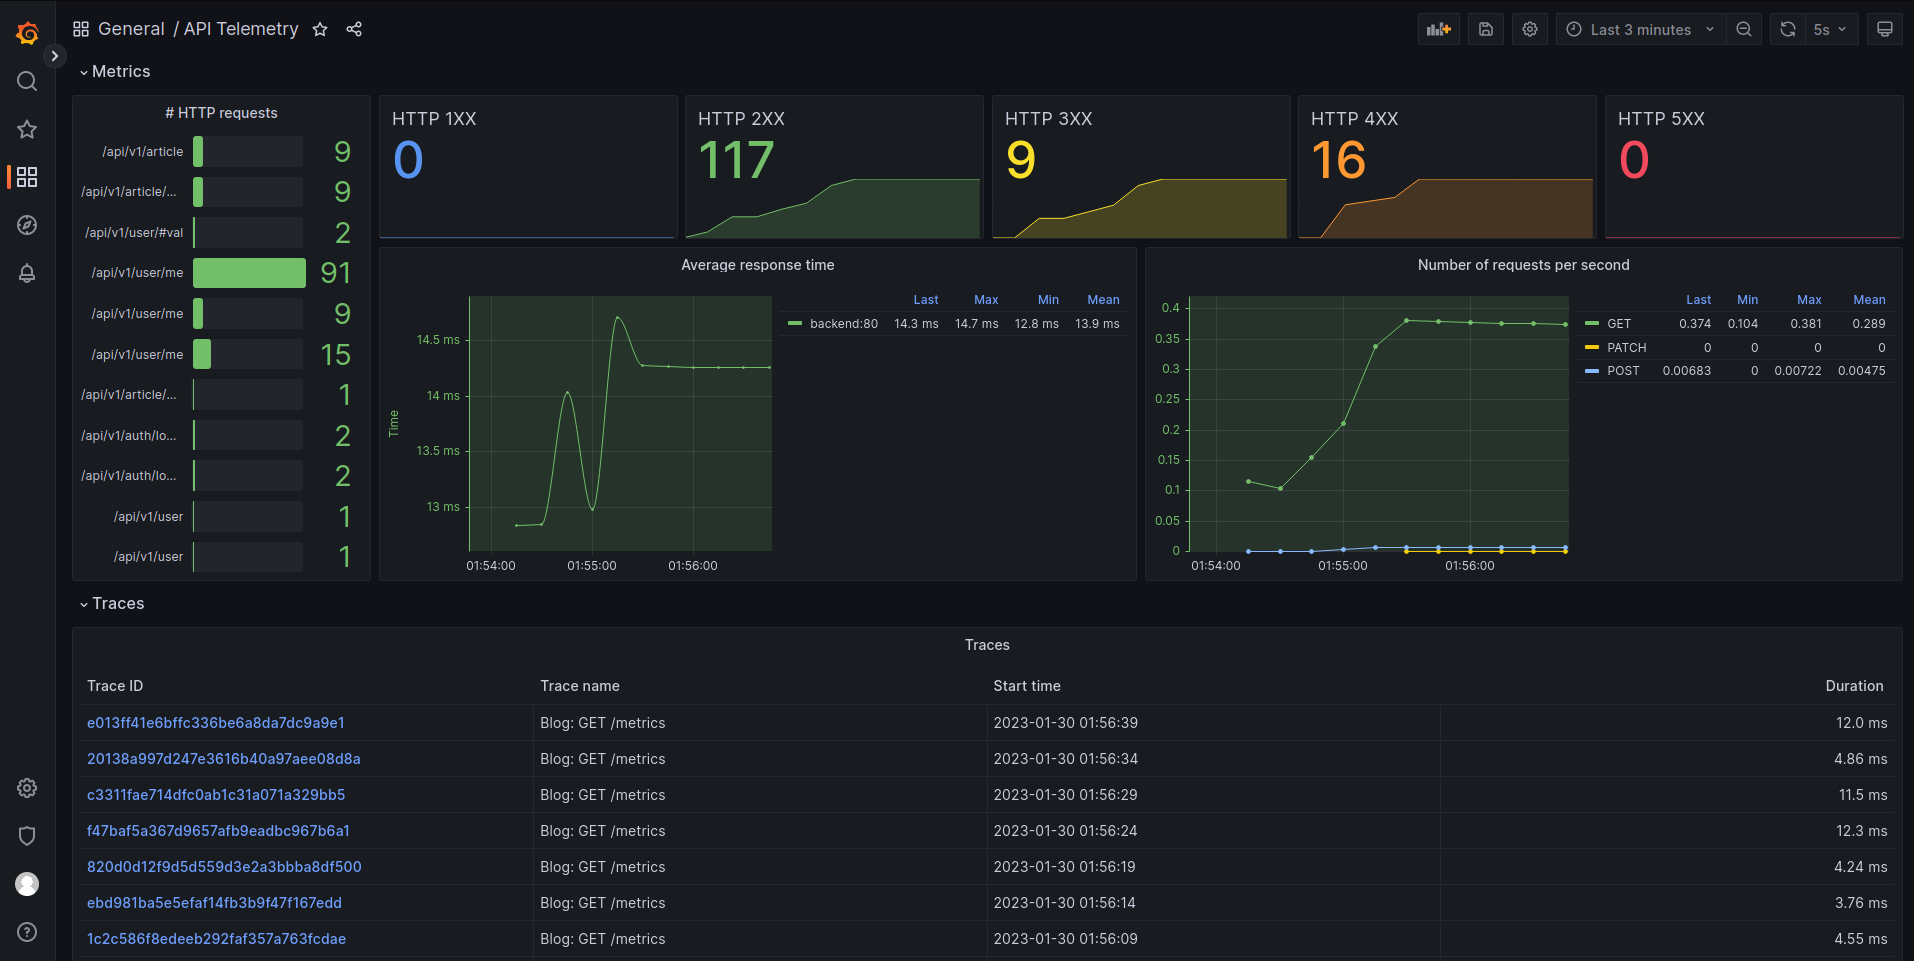 General / API Telemetry
Last 3 minutes
5s
Metrics
# HTTP requests
/api/v1/article 9
/api/v1/article/... 9
/api/v1/user/#val 2
/api/v1/user/me 91
/api/v1/user/me 9
/api/v1/user/me 15
/api/v1/article/... 1
/api/v1/auth/lo... 2
/api/v1/auth/lo... 2
/api/v1/user 1
/api/v1/user 1
HTTP 1XX
0
HTTP 2XX
117
HTTP 3XX
9
HTTP 4XX
16
HTTP 5XX
0
Average response time
Time
14.5 ms
14 ms
13.5 ms
13 ms
01:54:00 01:55:00 01:56:00
Last Max Min Mean
backend:80 14.3 ms 14.7 ms 12.8 ms 13.9 ms
Number of requests per second
0.4
0.35
0.3
0.25
0.2
0.15
0.1
0.05
0
01:54:00 01:55:00 01:56:00
Last Min Max Mean
GET 0.374 0.104 0.381 0.289
PATCH 0 0 0 0
POST 0.00683 0 0.00722 0.00475
Traces
Traces
Trace ID Trace name Start time Duration
e013ff41e6bffc336be6a8da7dc9a9e1 Blog: GET /metrics 2023-01-30 01:56:39 12.0 ms
20138a997d247e3616b40a97aee08d8a Blog: GET /metrics 2023-01-30 01:56:34 4.86 ms
c3311fae714dfc0ab1c31a071a329bb5 Blog: GET /metrics 2023-01-30 01:56:29 11.5 ms
f47baf5a367d9657afb9eadbc967b6a1 Blog: GET /metrics 2023-01-30 01:56:24 12.3 ms
820d0d12f9d5d559d3e2a3bbba8df500 Blog: GET /metrics 2023-01-30 01:56:19 4.24 ms
ebd981ba5e5efaf14fb3b9f47f167edd Blog: GET /metrics 2023-01-30 01:56:14 3.76 ms
1c2c586f8edeeb292faf357a763fcdae Blog: GET /metrics 2023-01-30 01:56:09 4.55 ms